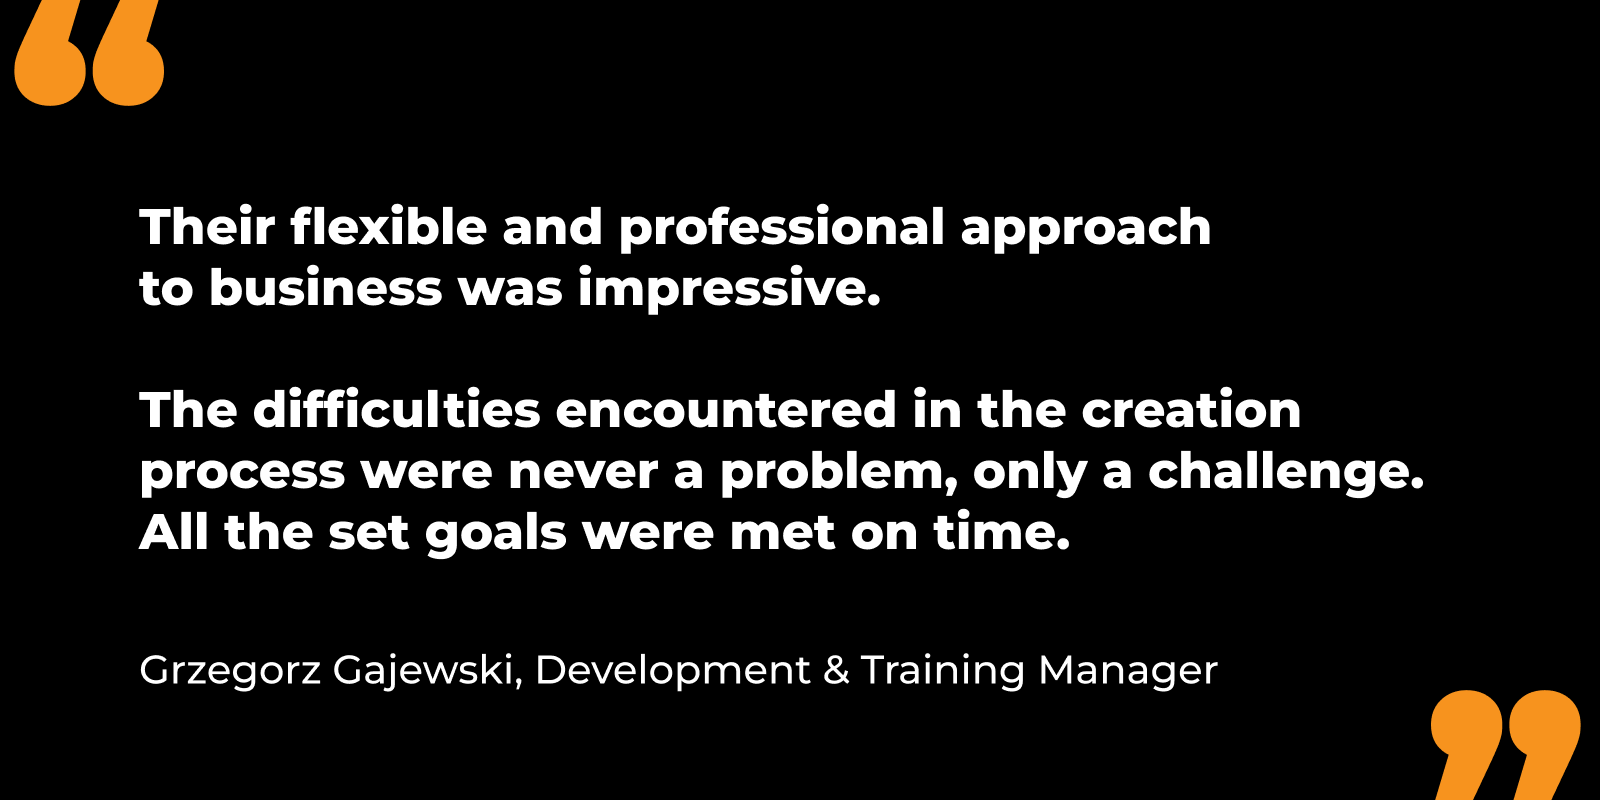 “
Their flexible and professional approach
to business was impressive.
The difficulties encountered in the creation
process were never a problem, only a challenge.
All the set goals were met on time.
Grzegorz Gajewski, Development & Training Manager
”